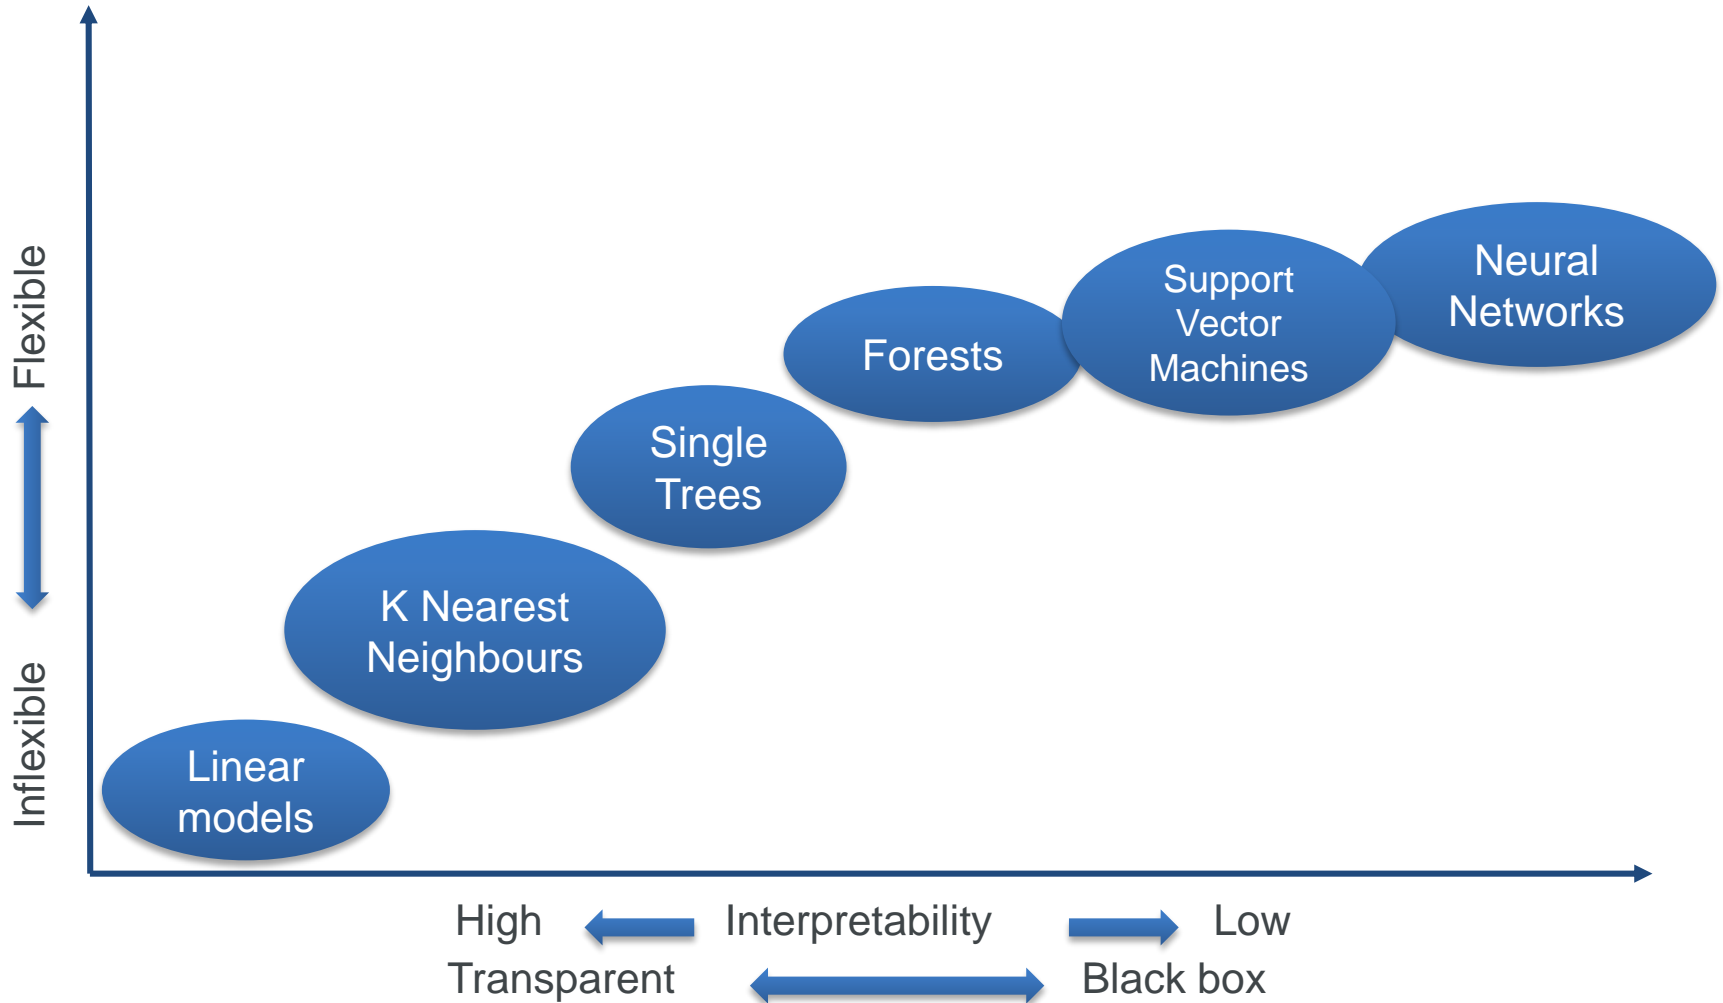 Flexible
Inflexible
Neural
Networks
Support
Vector
Machines
Forests
Single
Trees
K Nearest
Neighbours
Linear
models
High Interpretability Low
Transparent Black box